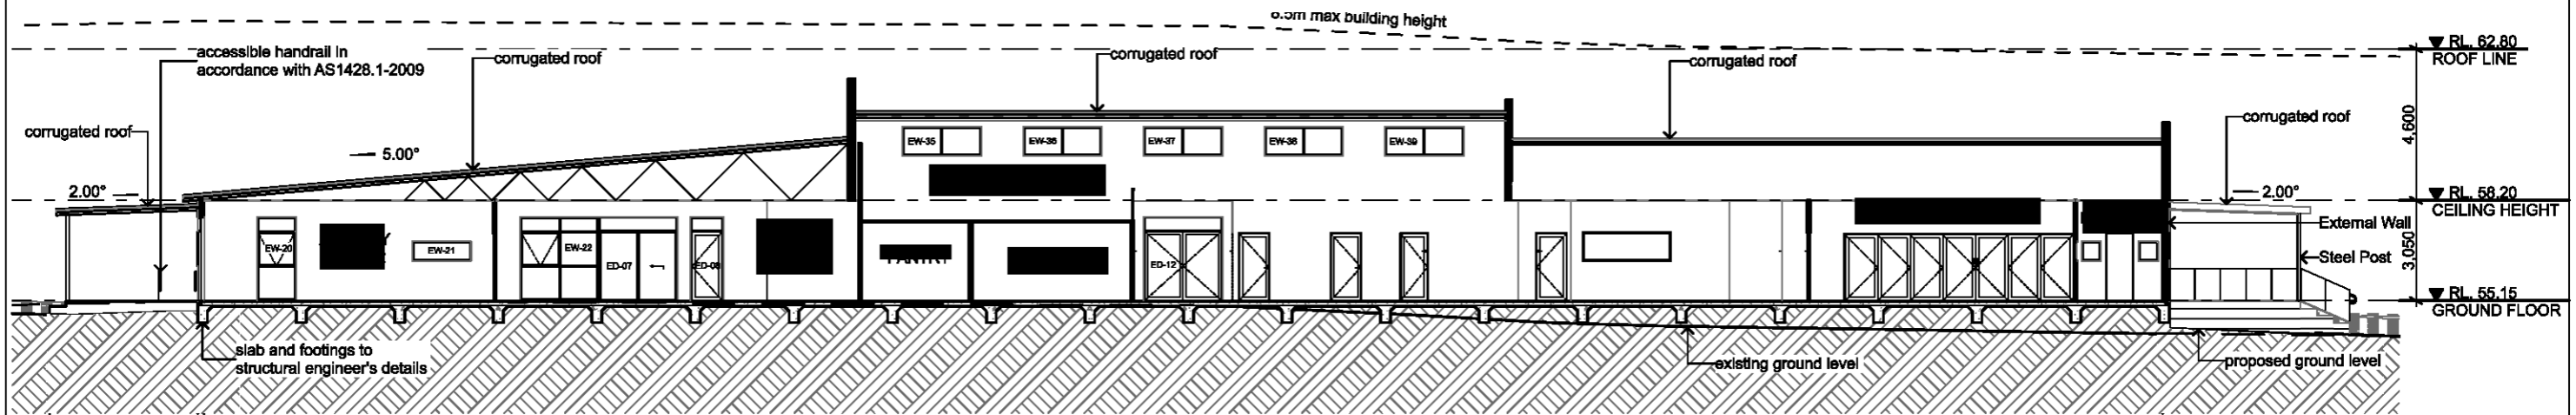 8.5m max building height
accessible handrail in
accordance with AS1428.1-2009
corrugated roof
corrugated roof
corrugated roof
RL. 62.80
ROOF LINE
corrugated roof
corrugated roof
44,600
5.00°
EW-35
EW-36
EW-37
EW-38
EW-39
2.00°
2.00°
RL. 58.20
CEILING HEIGHT
External Wall
EW-20
EW-21
EW-22
ED-07
ED-08
ED-12
Steel Post
3,050
RL. 55.15
GROUND FLOOR
slab and footings to
structural engineer's details
existing ground level
proposed ground level